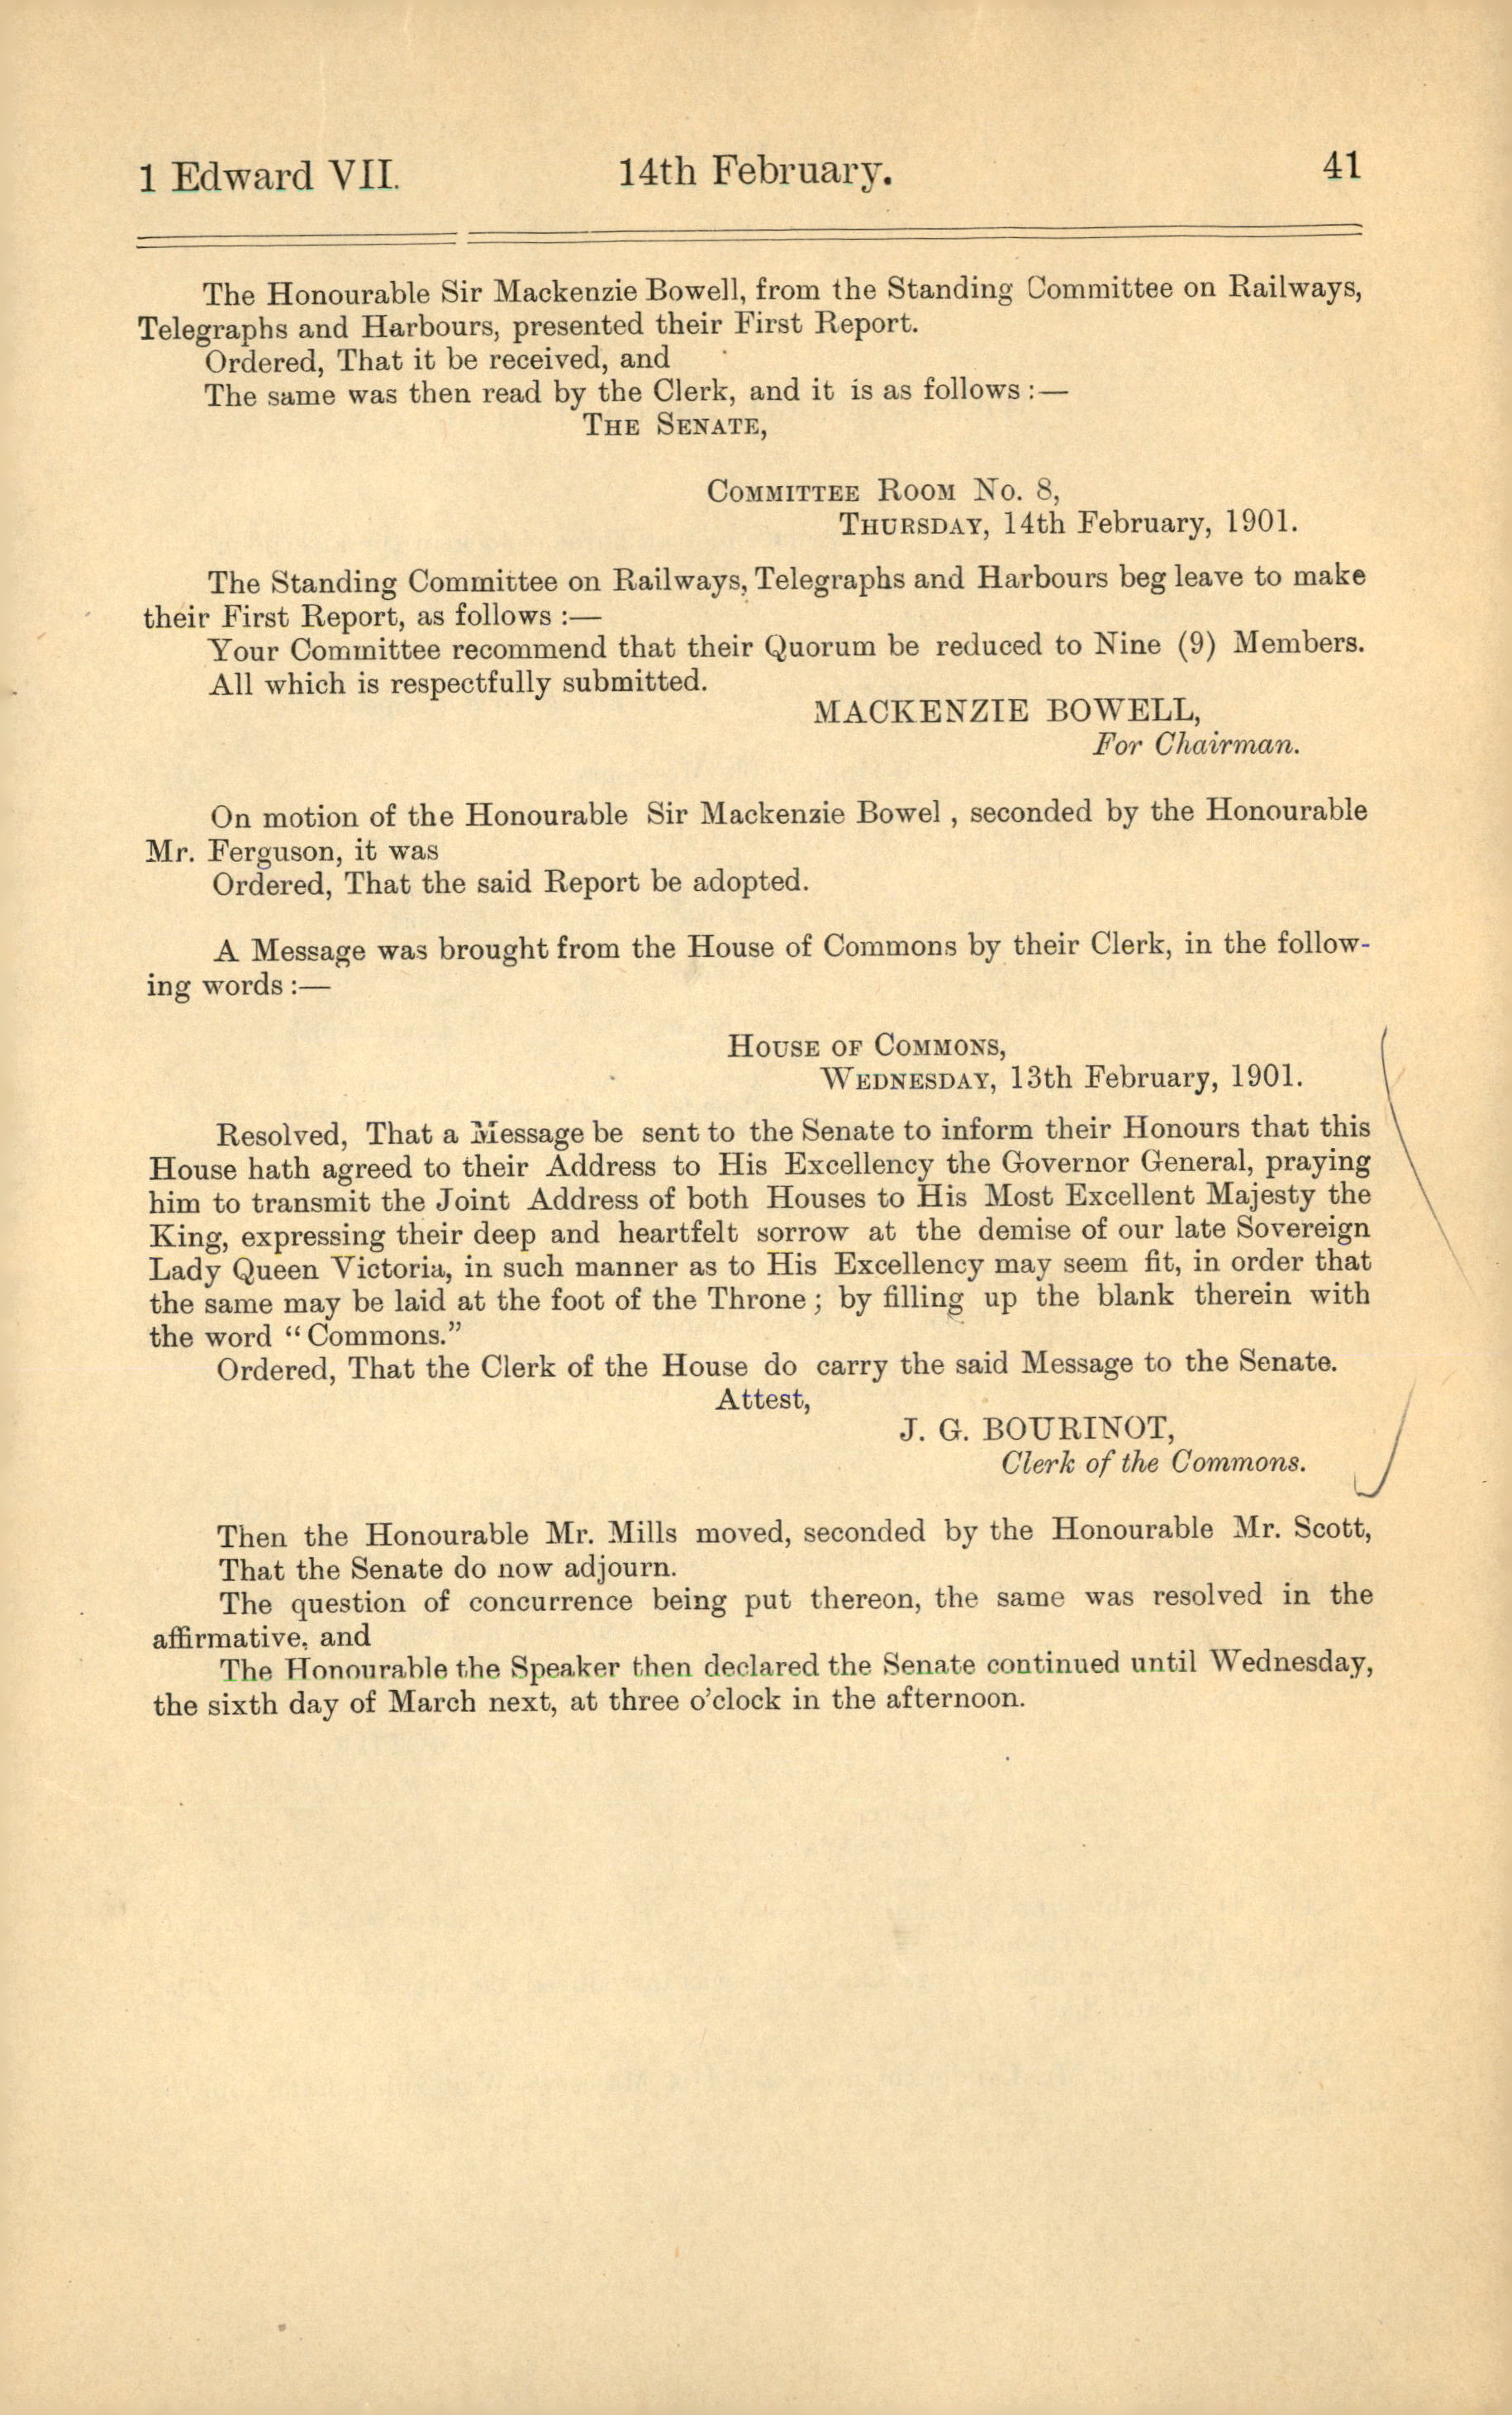 1 Edward VII. 14th February. 41
The Honourable Sir Mackenzie Bowell, from the Standing Committee on Railways,
Telegraphs and Harbours, presented their First Report.
Ordered, That it be received, and
The same was then read by the Clerk, and it is as follows :—
THE SENATE,
COMMITTEE ROOM No. 8,
THURSDAY, 14th February, 1901.
The Standing Committee on Railways, Telegraphs and Harbours beg leave to make
their First Report, as follows :—
Your Committee recommend that their Quorum be reduced to Nine (9) Members.
All which is respectfully submitted.
MACKENZIE BOWELL,
For Chairman.
On motion of the Honourable Sir Mackenzie Bowel , seconded by the Honourable
Mr. Ferguson, it was
Ordered, That the said Report be adopted.
A Message was brought from the House of Commons by their Clerk, in the follow-
ing words :—
HOUSE OF COMMONS,
WEDNESDAY, 13th February, 1901.
Resolved, That a Message be sent to the Senate to inform their Honours that this
House hath agreed to their Address to His Excellency the Governor General, praying
him to transmit the Joint Address of both Houses to His Most Excellent Majesty the
King, expressing their deep and heartfelt sorrow at the demise of our late Sovereign
Lady Queen Victoria, in such manner as to His Excellency may seem fit, in order that
the same may be laid at the foot of the Throne ; by filling up the blank therein with
the word “ Commons.”
Ordered, That the Clerk of the House do carry the said Message to the Senate.
Attest,
J. G. BOURINOT,
Clerk of the Commons.
Then the Honourable Mr. Mills moved, seconded by the Honourable Mr. Scott,
That the Senate do now adjourn.
The question of concurrence being put thereon, the same was resolved in the
affirmative, and
The Honourable the Speaker then declared the Senate continued until Wednesday,
the sixth day of March next, at three o’clock in the afternoon.